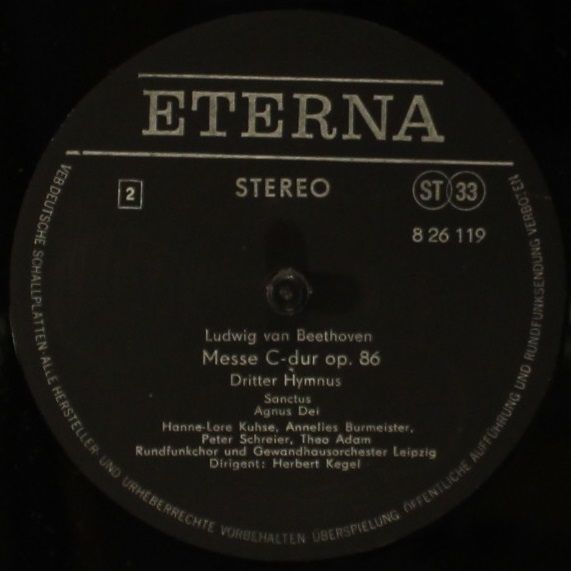 ETERNA
2
STEREO
ST 33
8 26 119
Ludwig van Beethoven
Messe C-dur op. 86
Dritter Hymnus
Sanctus
Agnus Dei
Hanne-Lore Kuhse, Annelies Burmeister,
Peter Schreier, Theo Adam
Rundfunkchor und Gewandhausorchester Leipzig
Dirigent: Herbert Kegel
VEB DEUTSCHE SCHALLPLATTEN · ALLE HERSTELLER- UND URHEBERRECHTE VORBEHALTEN ÜBERSPIELUNG, ÖFFENTLICHE AUFFÜHRUNG UND RUNDFUNKSENDUNG VERBOTEN